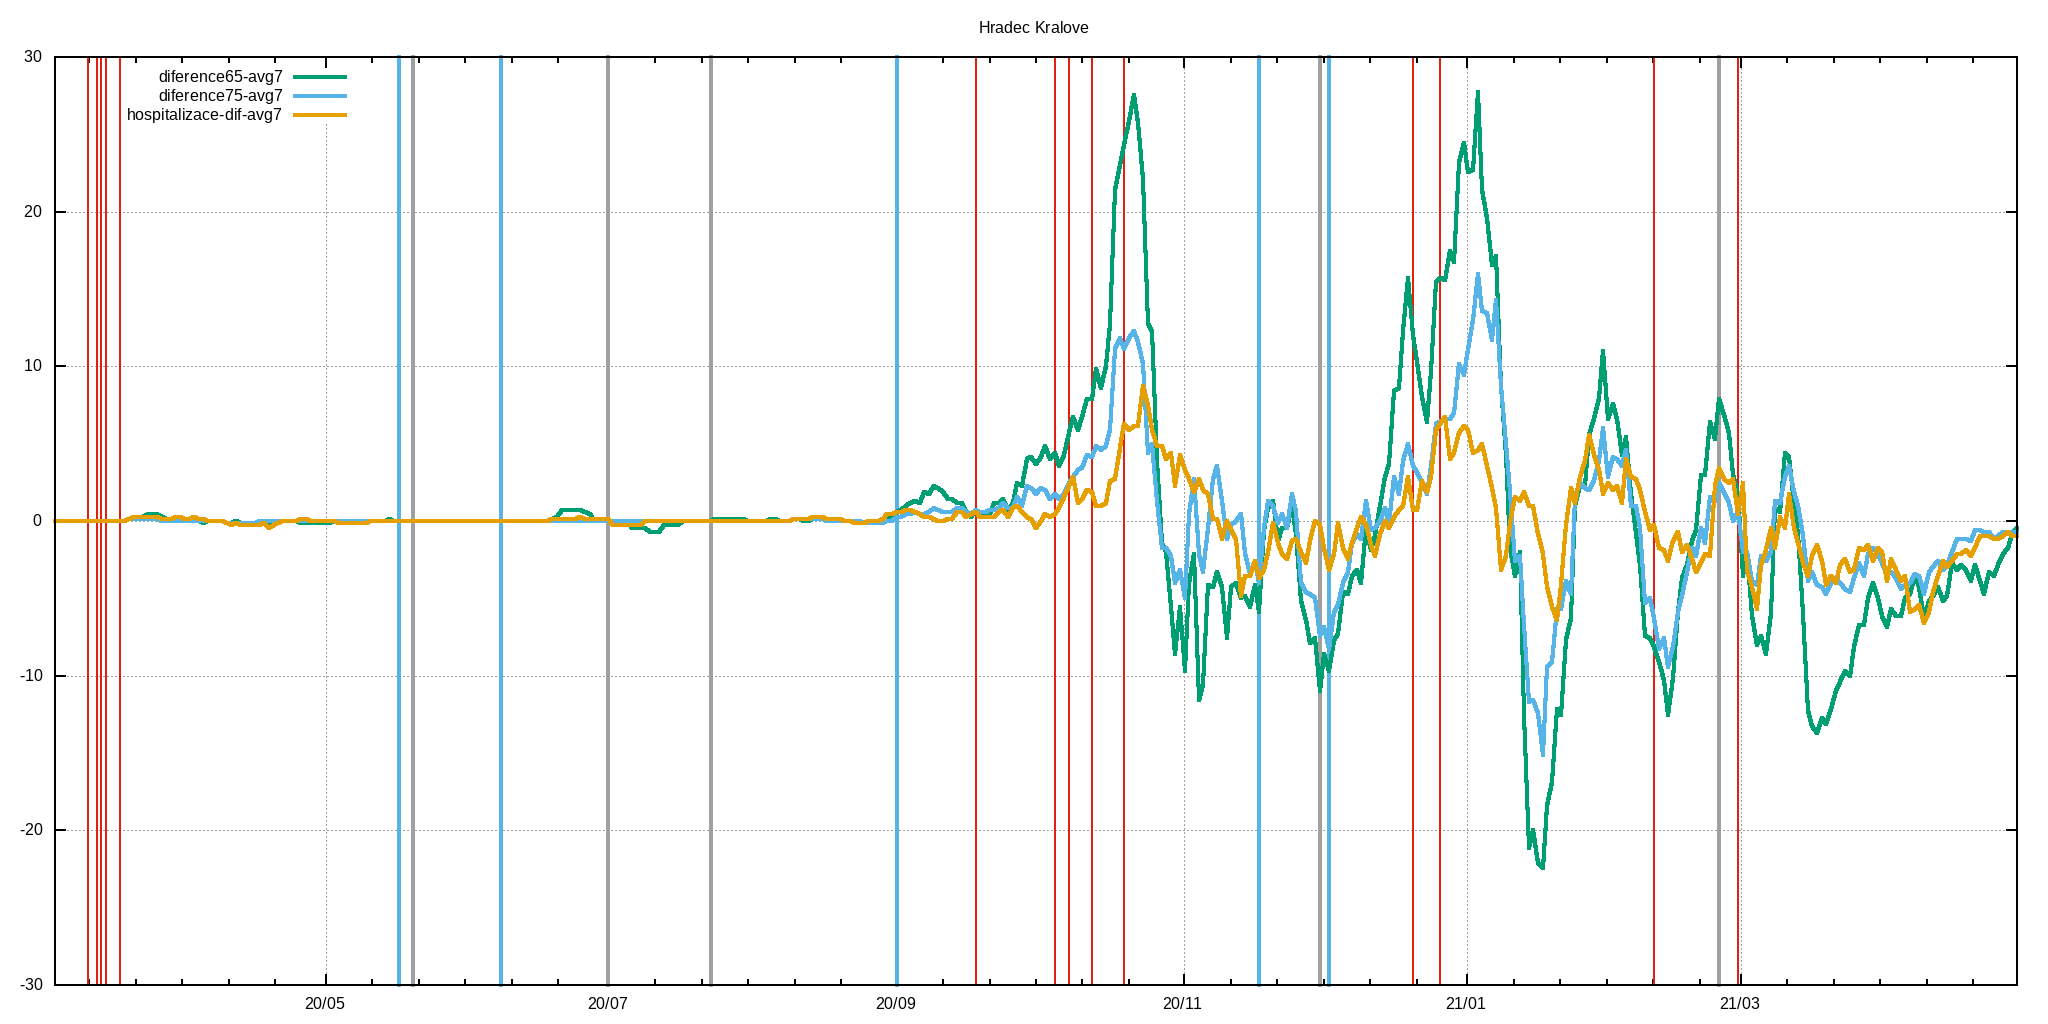 Hradec Kralove
30
20
10
0
-10
-20
-30
diference65-avg7
diference75-avg7
hospitalizace-dif-avg7
20/05 20/07 20/09 20/11 21/01 21/03